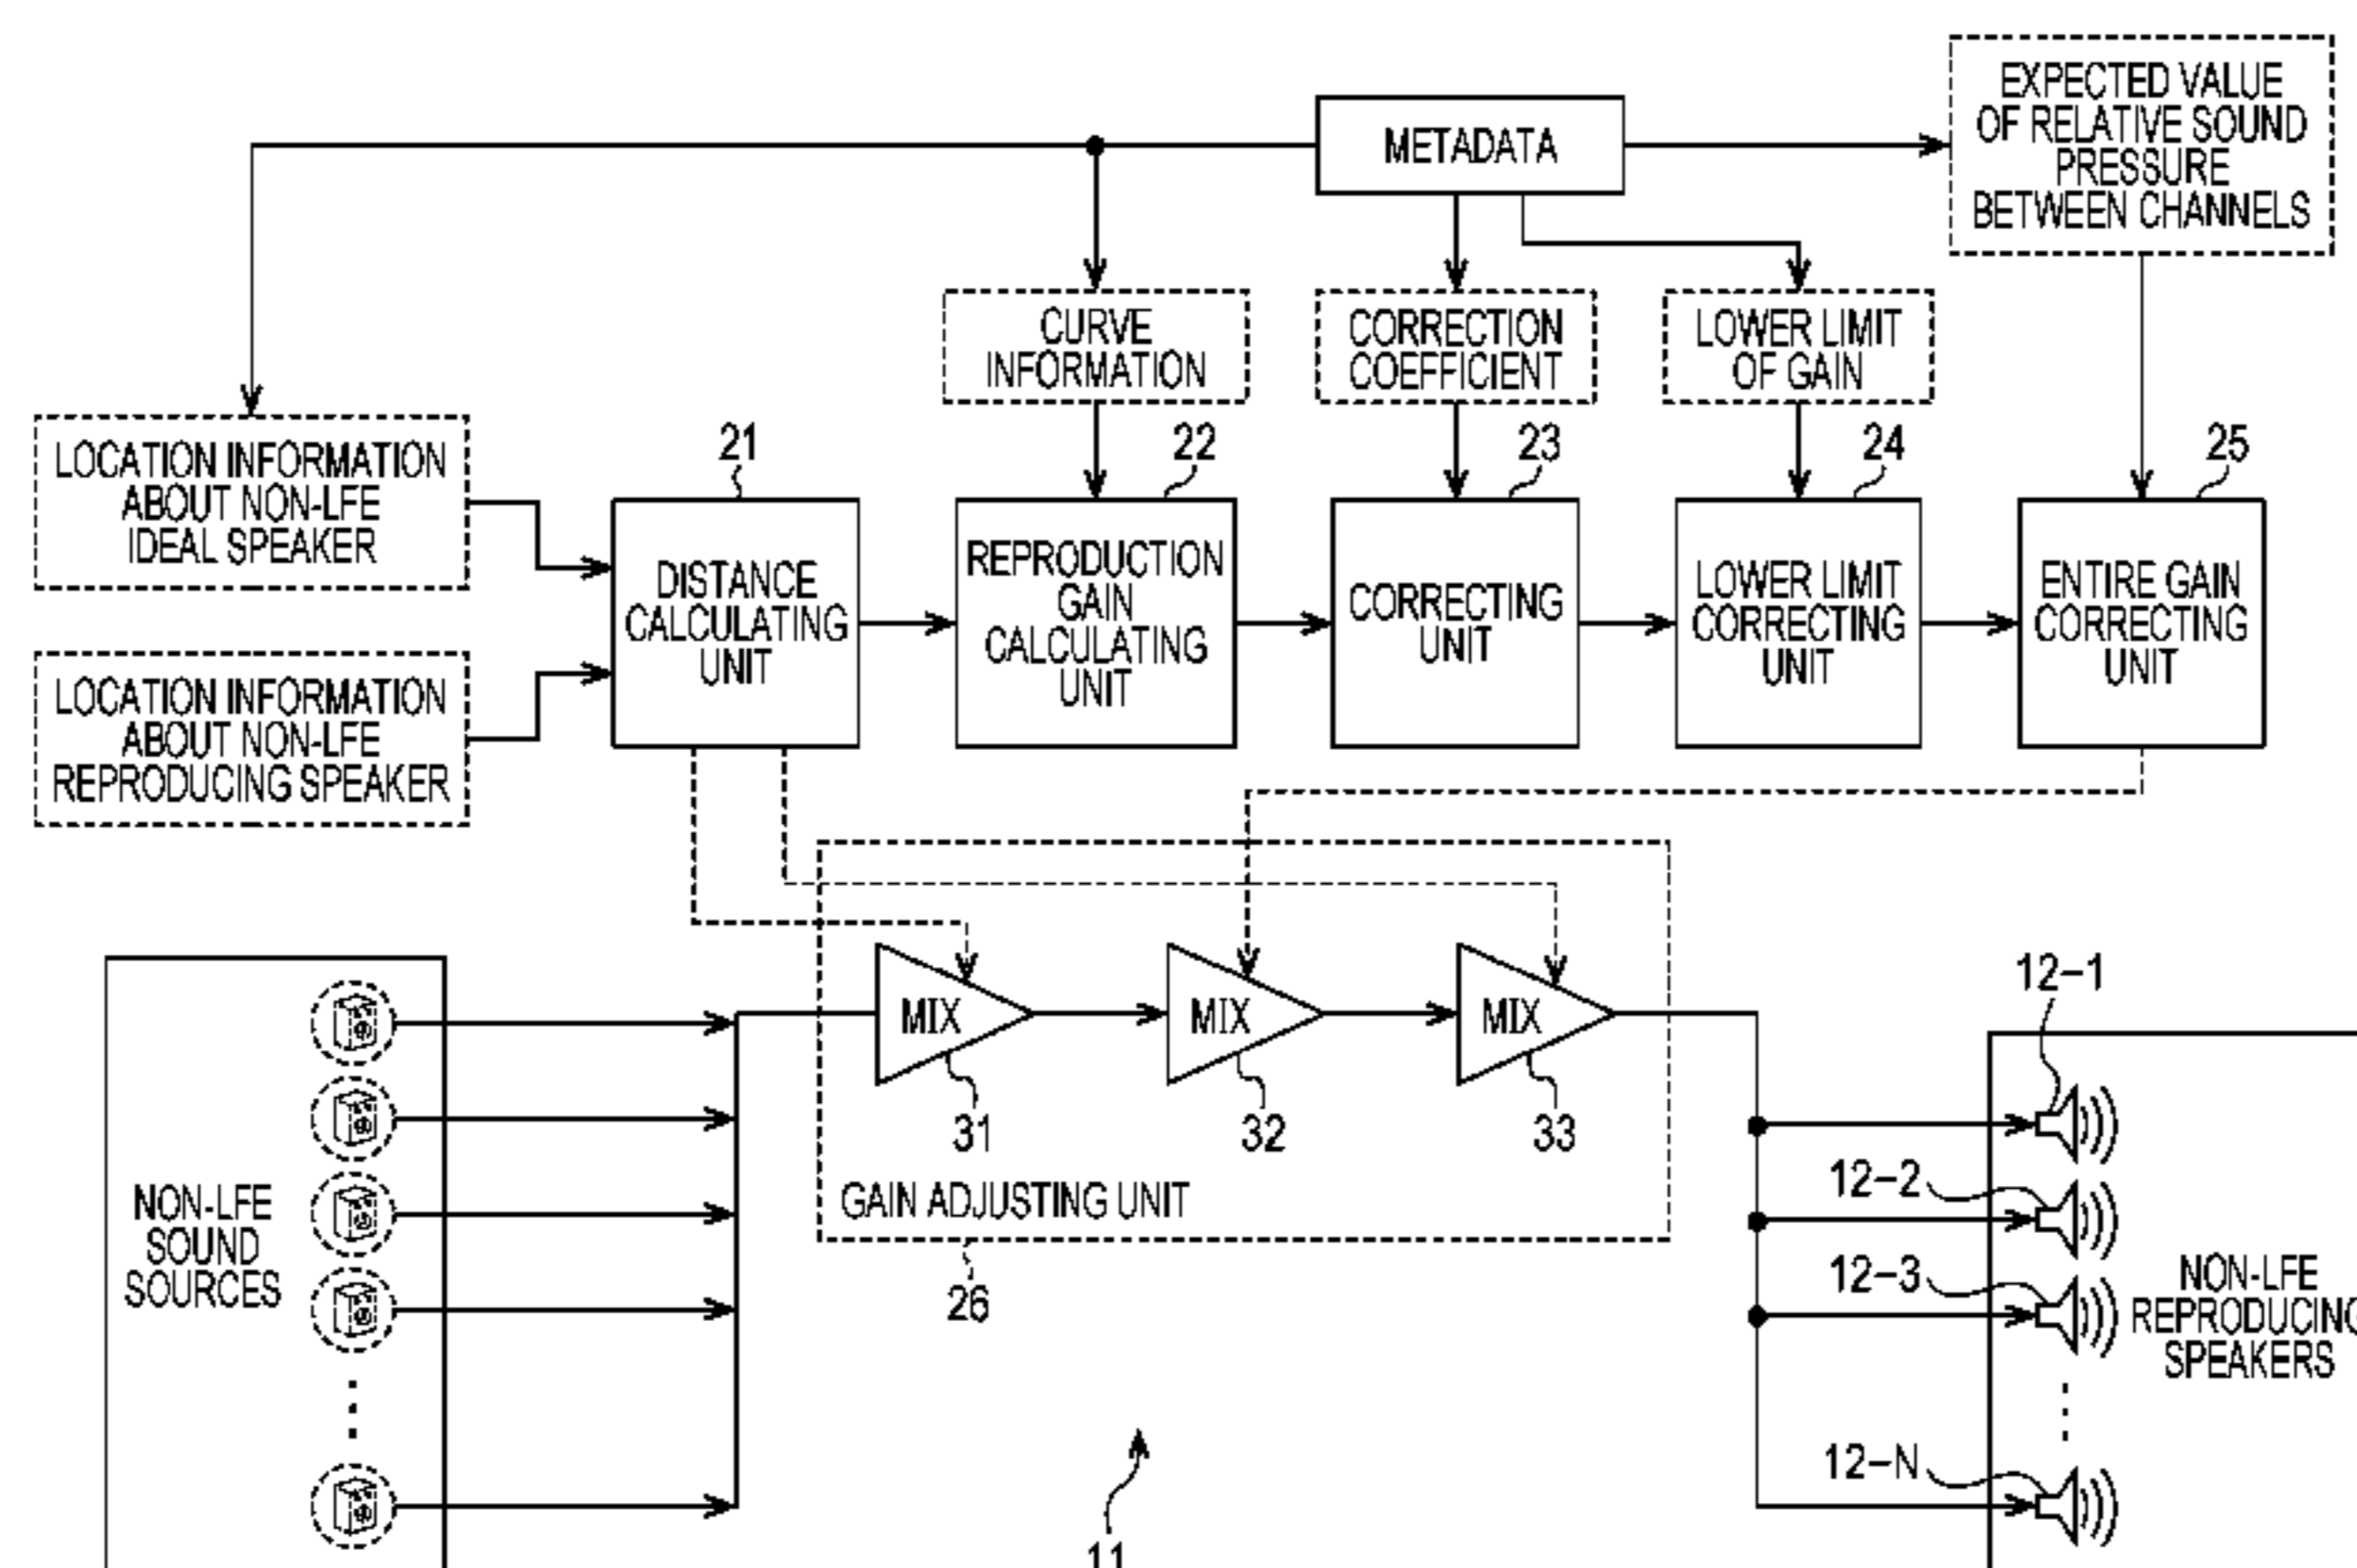 METADATA
EXPECTED VALUE
OF RELATIVE SOUND
PRESSURE
BETWEEN CHANNELS
CURVE
INFORMATION
CORRECTION
COEFFICIENT
LOWER LIMIT
OF GAIN
LOCATION INFORMATION
ABOUT NON-LFE
IDEAL SPEAKER
LOCATION INFORMATION
ABOUT NON-LFE
REPRODUCING SPEAKER
21
DISTANCE
CALCULATING
UNIT
22
REPRODUCTION
GAIN
CALCULATING
UNIT
23
CORRECTING
UNIT
24
LOWER LIMIT
CORRECTING
UNIT
25
ENTIRE GAIN
CORRECTING
UNIT
NON-LFE
SOUND
SOURCES
MIX
31
MIX
32
MIX
33
GAIN ADJUSTING UNIT
26
12-1
12-2
12-3
12-N
NON-LFE
REPRODUCING
SPEAKERS
11